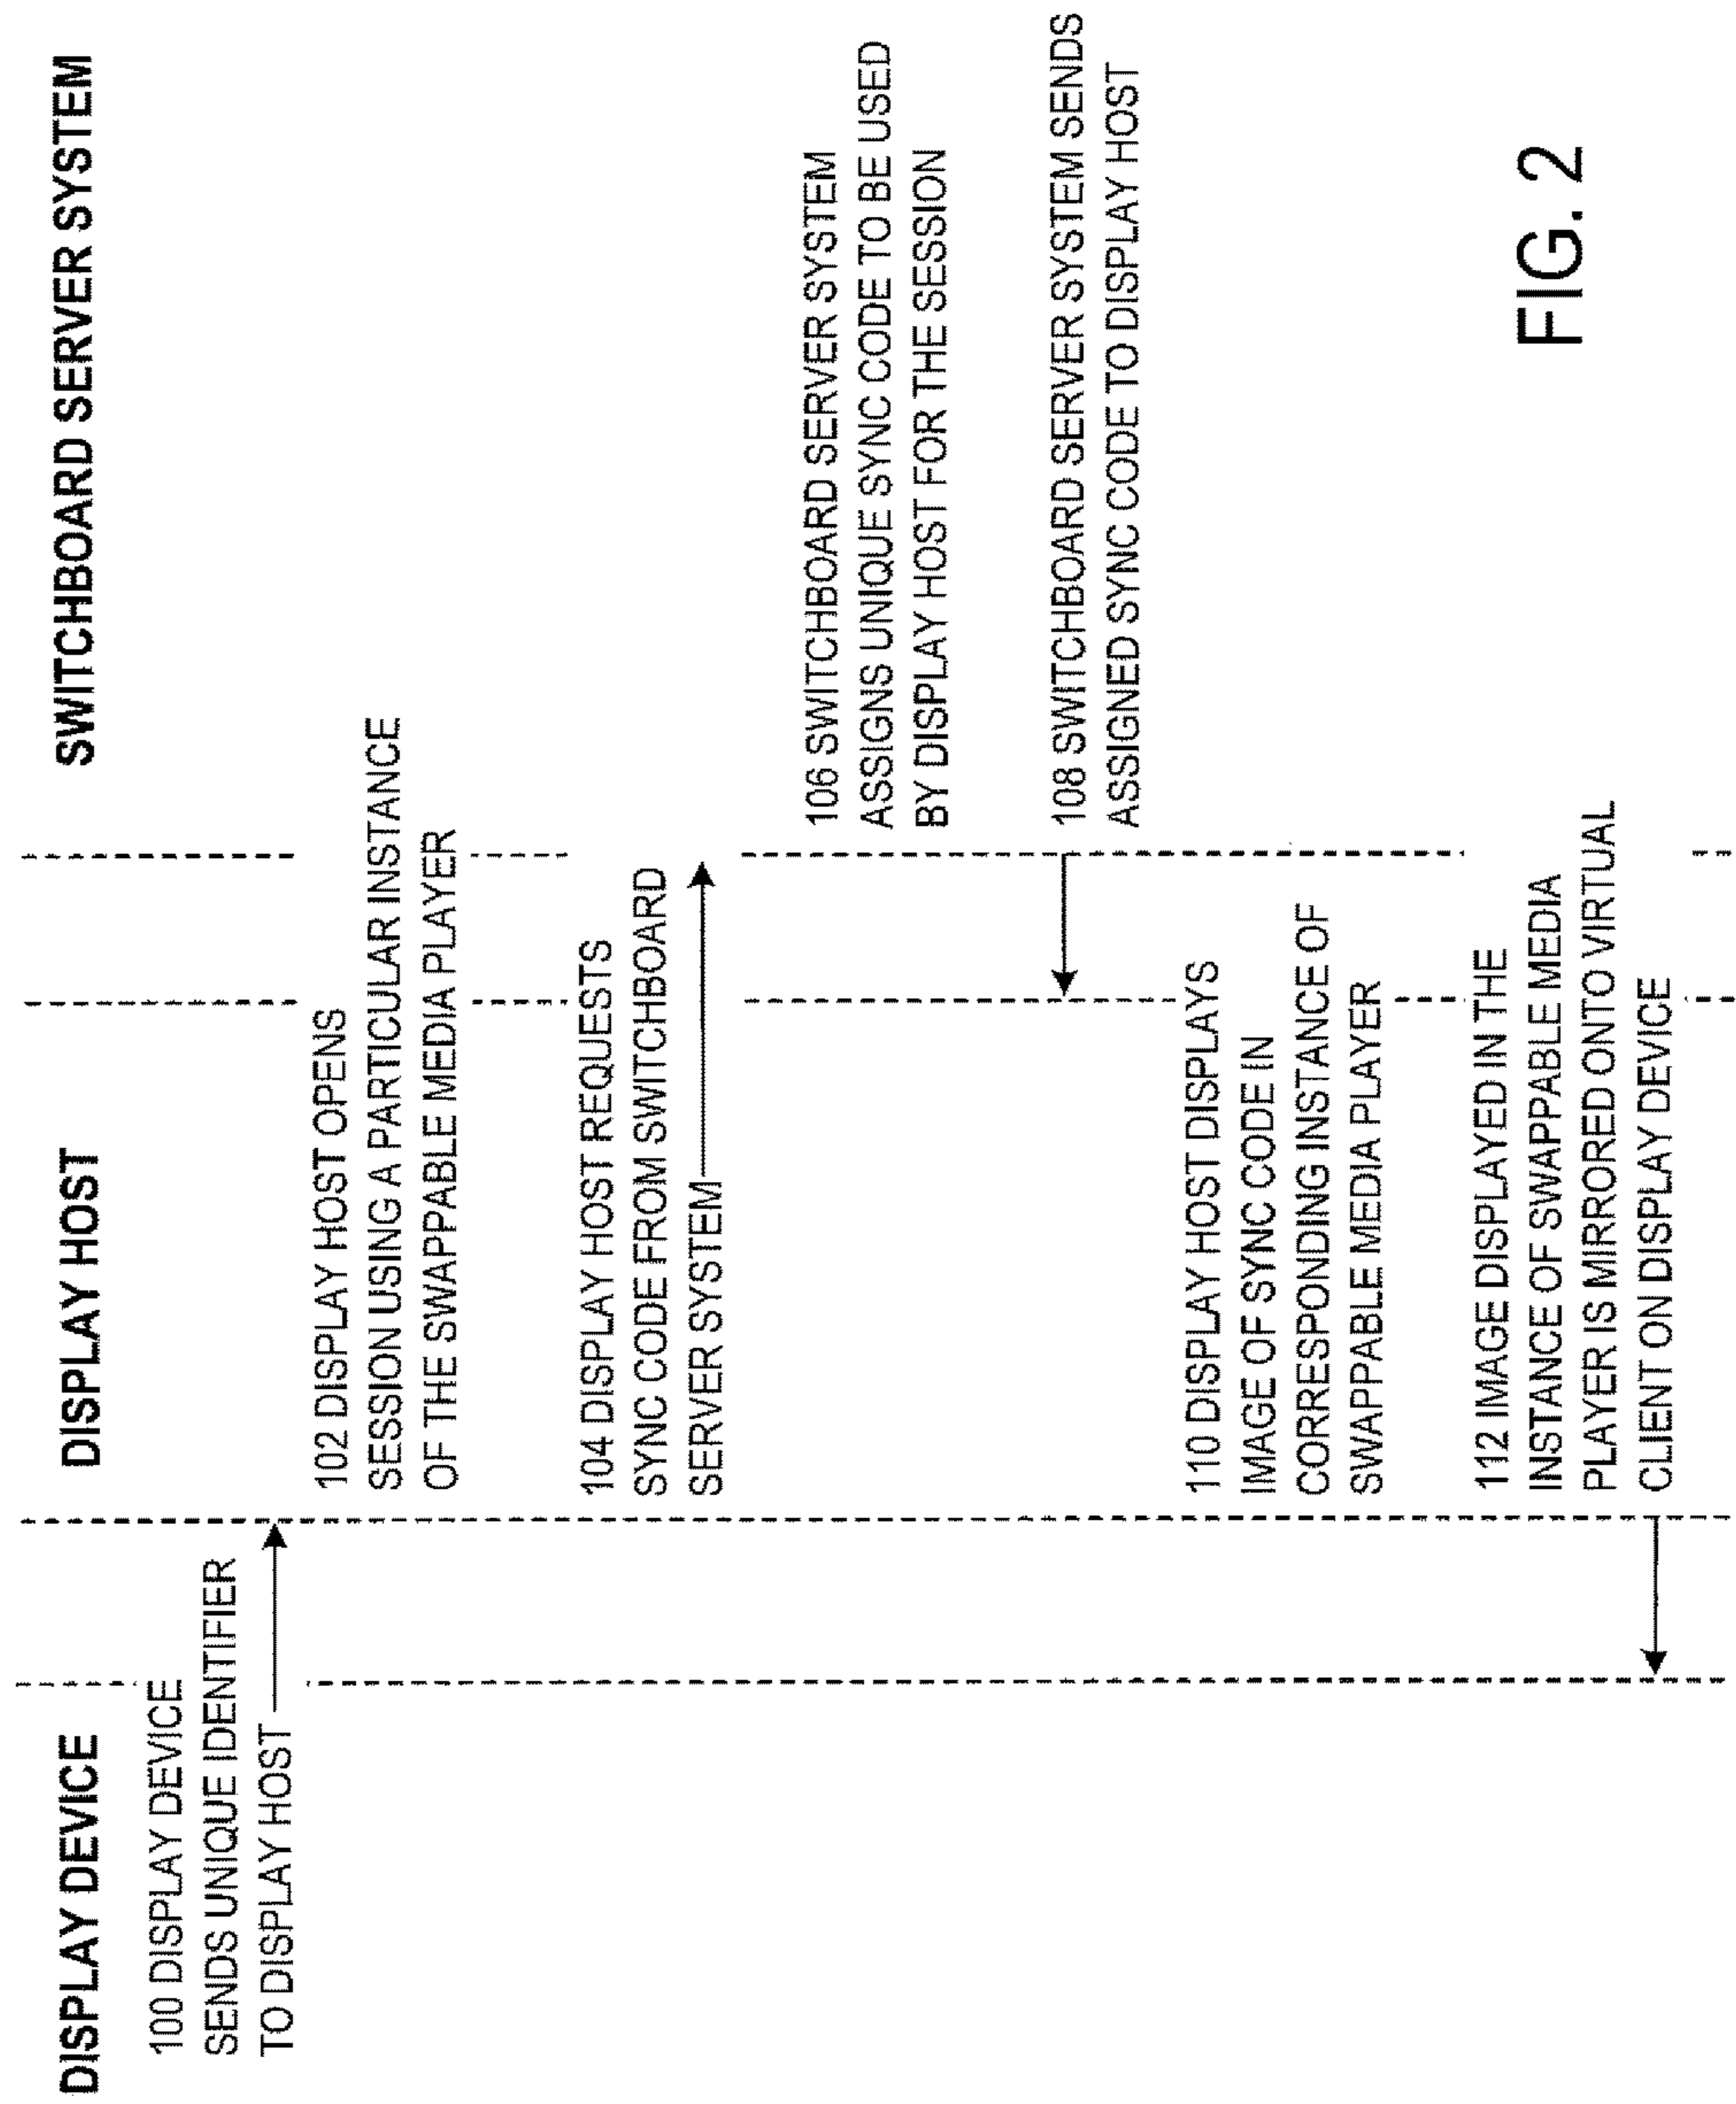 DISPLAY DEVICE
DISPLAY HOST
SWITCHBOARD SERVER SYSTEM
100 DISPLAY DEVICE
SENDS UNIQUE IDENTIFIER
TO DISPLAY HOST
102 DISPLAY HOST OPENS
SESSION USING A PARTICULAR INSTANCE
OF THE SWAPPABLE MEDIA PLAYER
104 DISPLAY HOST REQUESTS
SYNC CODE FROM SWITCHBOARD
SERVER SYSTEM
106 SWITCHBOARD SERVER SYSTEM
ASSIGNS UNIQUE SYNC CODE TO BE USED
BY DISPLAY HOST FOR THE SESSION
108 SWITCHBOARD SERVER SYSTEM SENDS
ASSIGNED SYNC CODE TO DISPLAY HOST
110 DISPLAY HOST DISPLAYS
IMAGE OF SYNC CODE IN
CORRESPONDING INSTANCE OF
SWAPPABLE MEDIA PLAYER
112 IMAGE DISPLAYED IN THE
INSTANCE OF SWAPPABLE MEDIA
PLAYER IS MIRRORED ONTO VIRTUAL
CLIENT ON DISPLAY DEVICE
FIG. 2